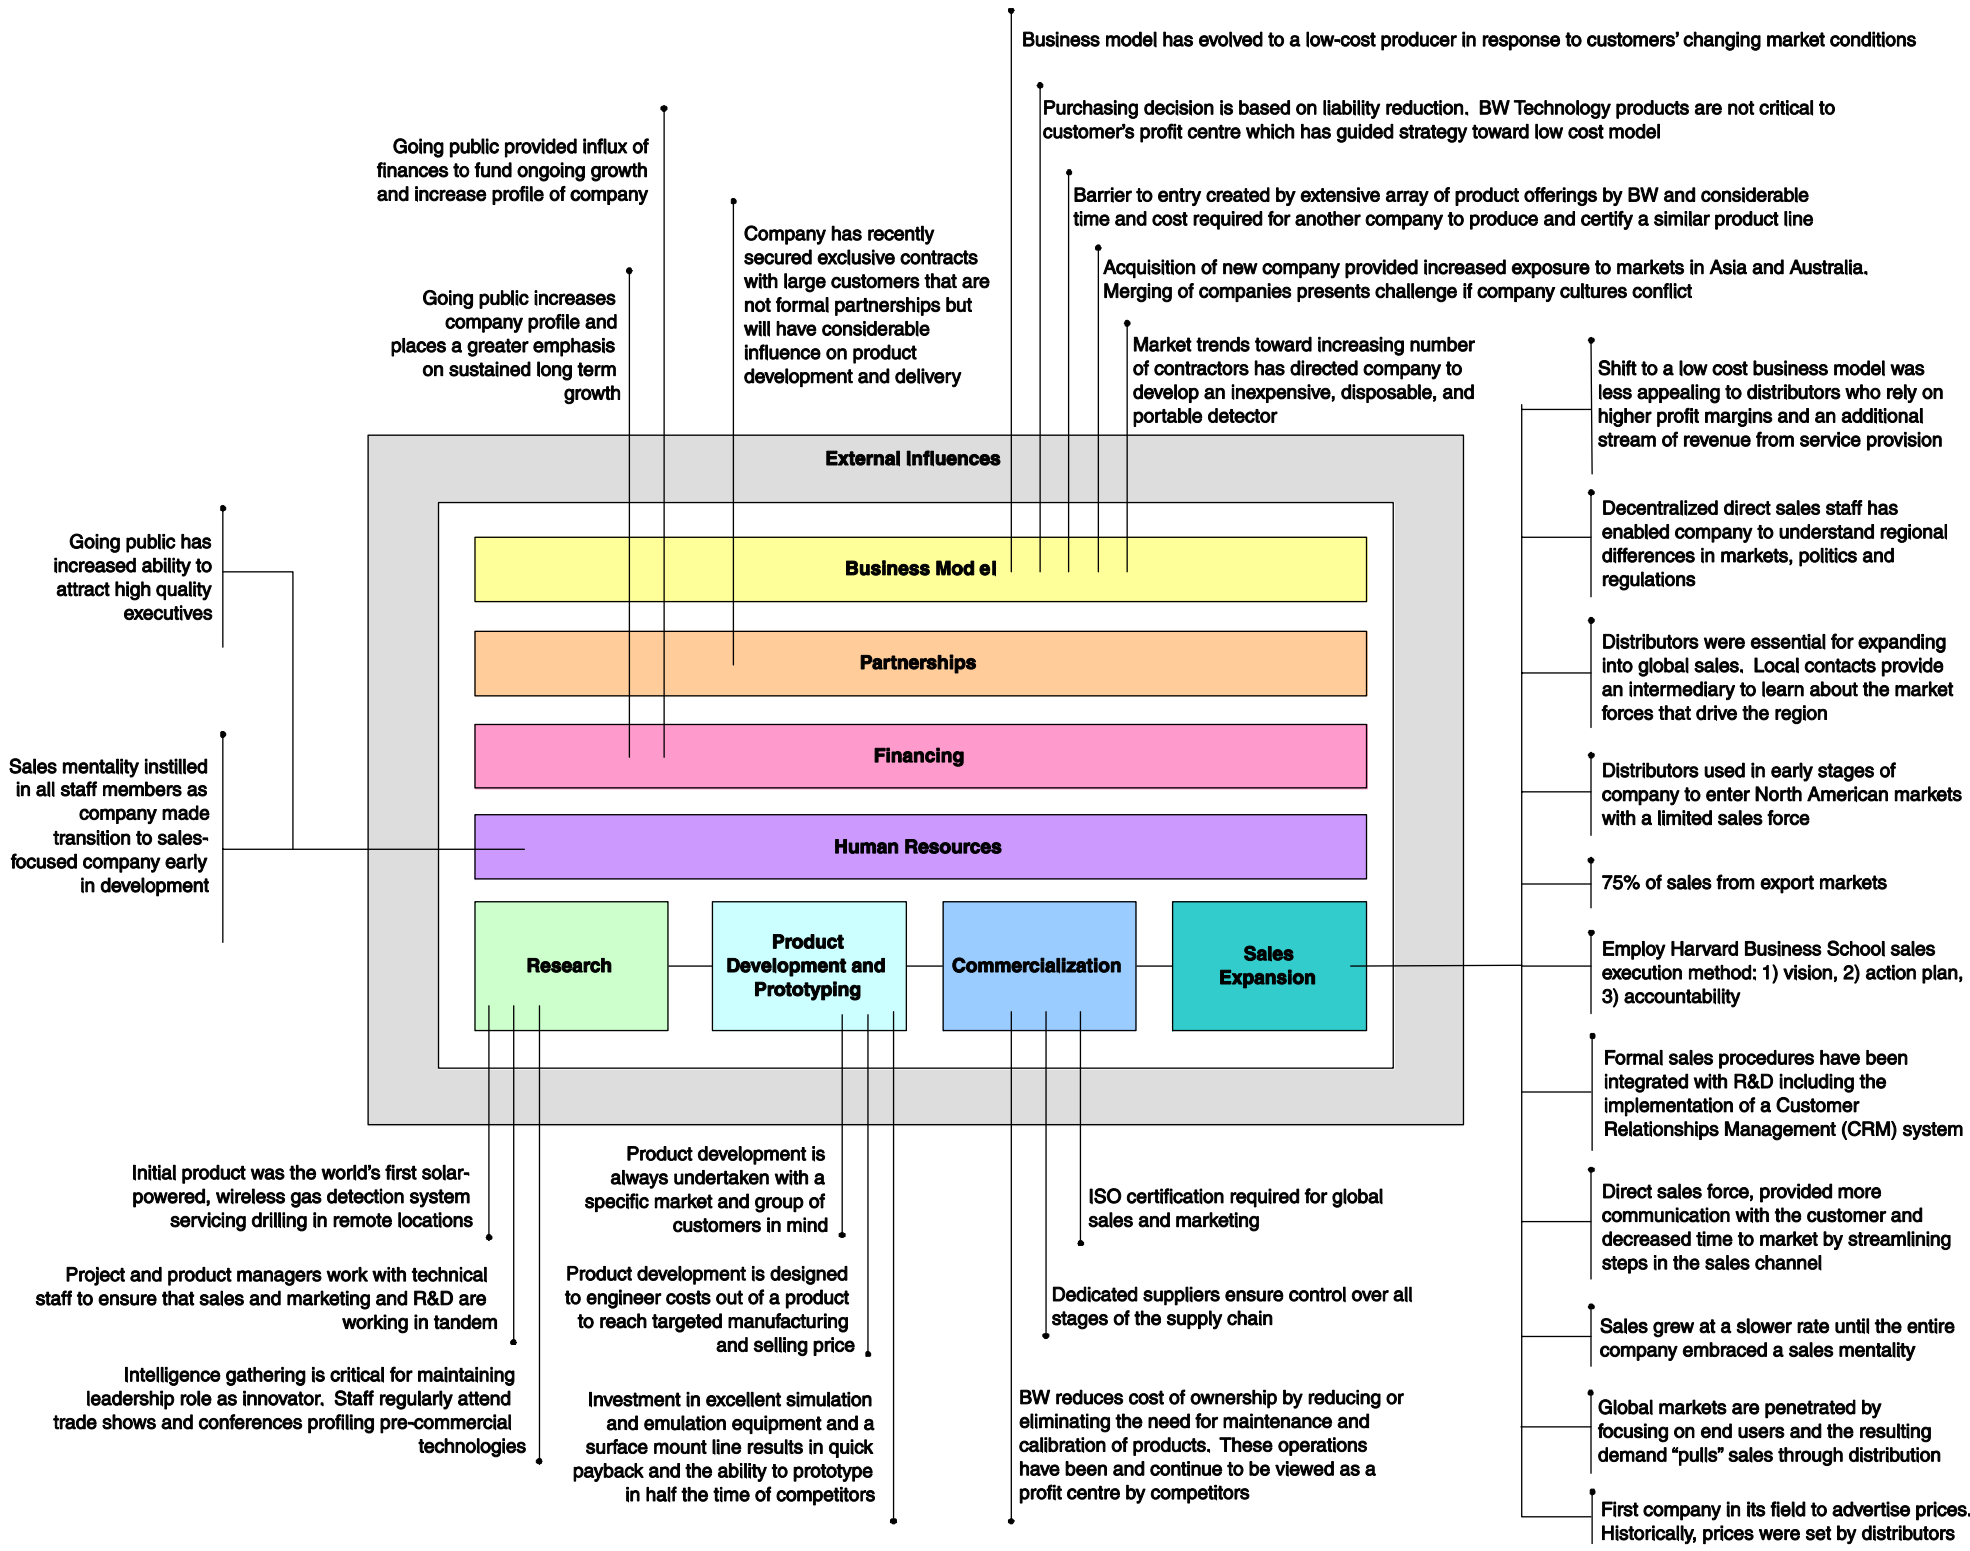 Business model has evolved to a low-cost producer in response to customers’ changing market conditions
Purchasing decision is based on liability reduction.  BW Technology products are not critical to
customer’s profit centre which has guided strategy toward low cost model
Going public provided influx of
finances to fund ongoing growth
and increase profile of company
Barrier to entry created by extensive array of product offerings by BW and considerable
time and cost required for another company to produce and certify a similar product line
Company has recently
secured exclusive contracts
with large customers that are
not formal partnerships but
will have considerable
influence on product
development and delivery
Acquisition of new company provided increased exposure to markets in Asia and Australia.
Merging of companies presents challenge if company cultures conflict
Going public increases
company profile and
places a greater emphasis
on sustained long term
growth
Market trends toward increasing number
of contractors has directed company to
develop an inexpensive, disposable, and
portable detector
Shift to a low cost business model was
less appealing to distributors who rely on
higher profit margins and an additional
stream of revenue from service provision
Decentralized direct sales staff has
enabled company to understand regional
differences in markets, politics and
regulations
Distributors were essential for expanding
into global sales.  Local contacts provide
an intermediary to learn about the market
forces that drive the region
Distributors used in early stages of
company to enter North American markets
with a limited sales force
75% of sales from export markets
Employ Harvard Business School sales
execution method: 1) vision, 2) action plan,
3) accountability
Formal sales procedures have been
integrated with R&D including the
implementation of a Customer
Relationships Management (CRM) system
Direct sales force, provided more
communication with the customer and
decreased time to market by streamlining
steps in the sales channel
Sales grew at a slower rate until the entire
company embraced a sales mentality
Global markets are penetrated by
focusing on end users and the resulting
demand “pulls” sales through distribution
First company in its field to advertise prices.
Historically, prices were set by distributors
External Influences
Business Mod el
Partnerships
Financing
Human Resources
Research
Product
Development and
Prototyping
Commercialization
Sales
Expansion
Going public has
increased ability to
attract high quality
executives
Sales mentality instilled
in all staff members as
company made
transition to sales-
focused company early
in development
Initial product was the world’s first solar-
powered, wireless gas detection system
servicing drilling in remote locations
Project and product managers work with technical
staff to ensure that sales and marketing and R&D are
working in tandem
Intelligence gathering is critical for maintaining
leadership role as innovator.  Staff regularly attend
trade shows and conferences profiling pre-commercial
technologies
Product development is
always undertaken with a
specific market and group of
customers in mind
Product development is designed
to engineer costs out of a product
to reach targeted manufacturing
and selling price
Investment in excellent simulation
and emulation equipment and a
surface mount line results in quick
payback and the ability to prototype
in half the time of competitors
ISO certification required for global
sales and marketing
Dedicated suppliers ensure control over all
stages of the supply chain
BW reduces cost of ownership by reducing or
eliminating the need for maintenance and
calibration of products.  These operations
have been and continue to be viewed as a
profit centre by competitors